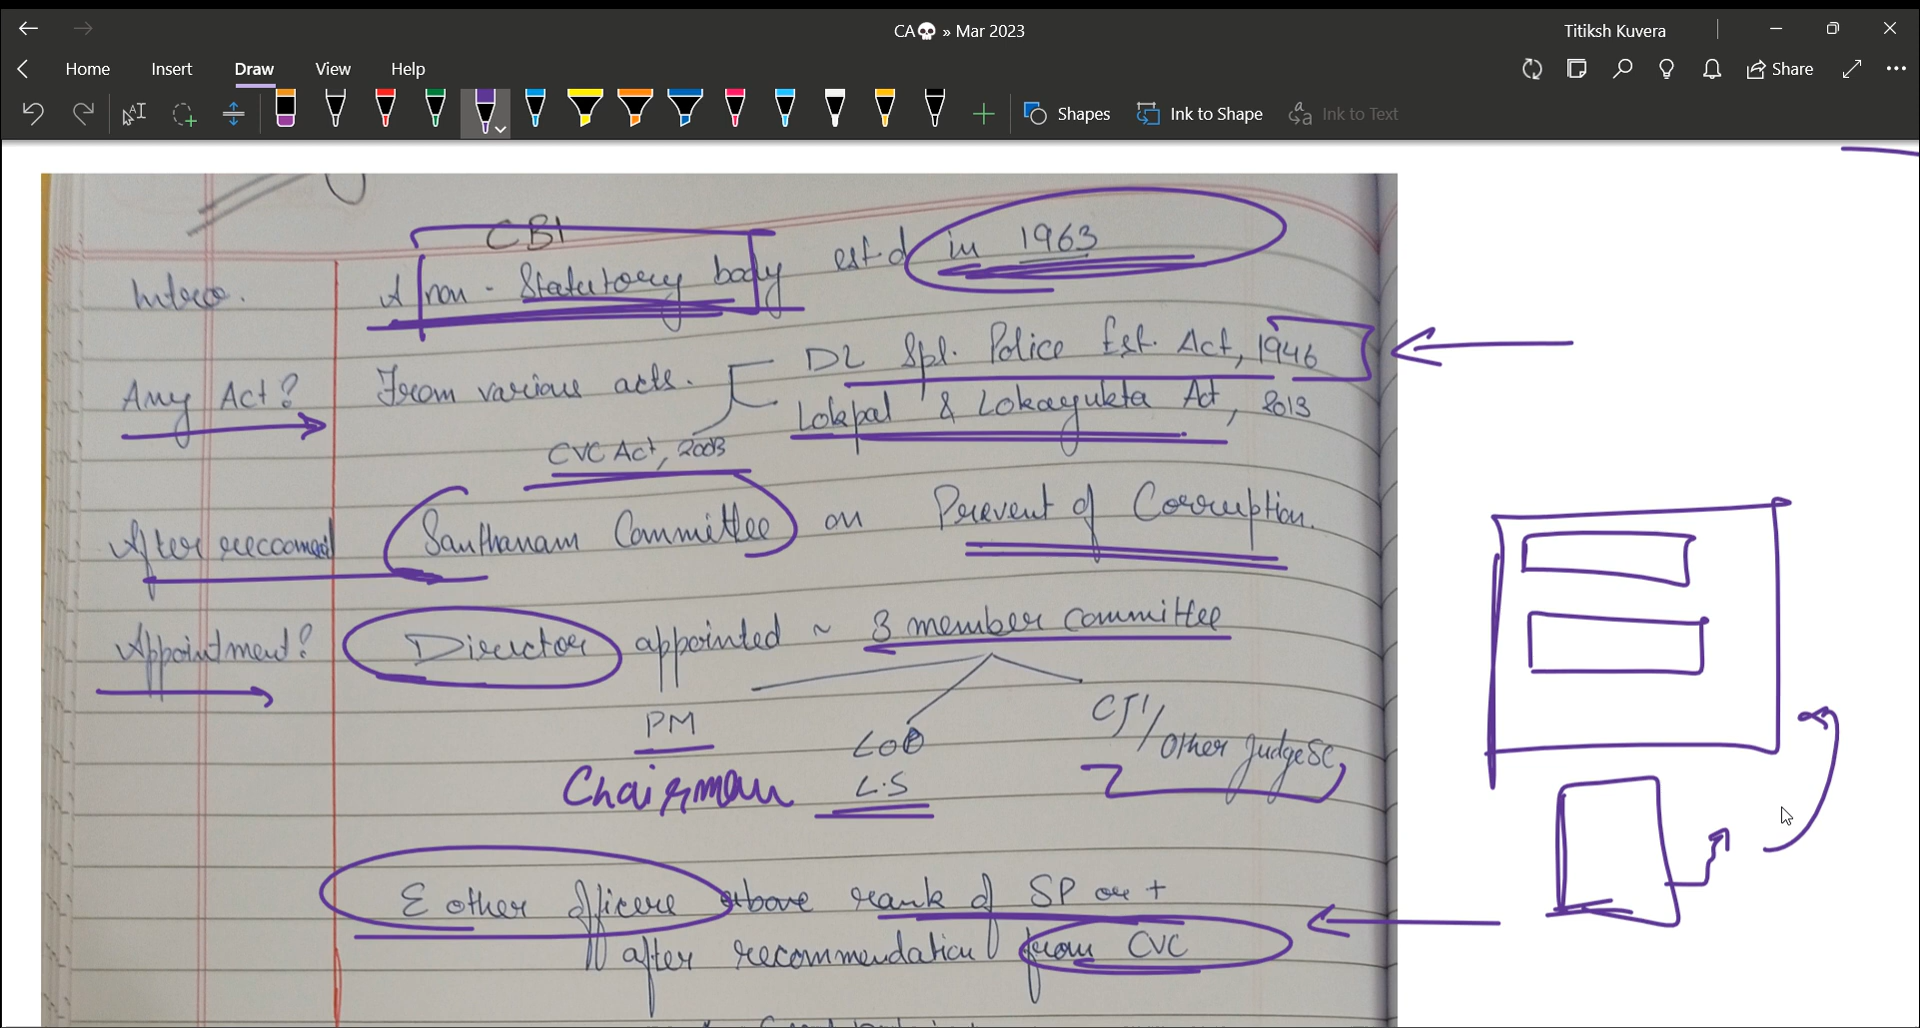 CA💀 » Mar 2023
Titiksh Kuvera
Home Insert Draw View Help
Share
Shapes Ink to Shape Ink to Text
CBI
Intro. A non - Statutory body est-d in 1963
Any Act? From various acts. DL Spl. Police Est. Act, 1946
Lokpal & Lokayukta Act, 2013
CVC Act, 2003
After reccomend Santhanam Committee on Prevent of Corruption.
Appointment? Director appointed ~ 3 member committee
PM LOO CJI/
Other Judge SC
Chairman L.S
& other officers above rank of SP or +
after recommendation from CVC